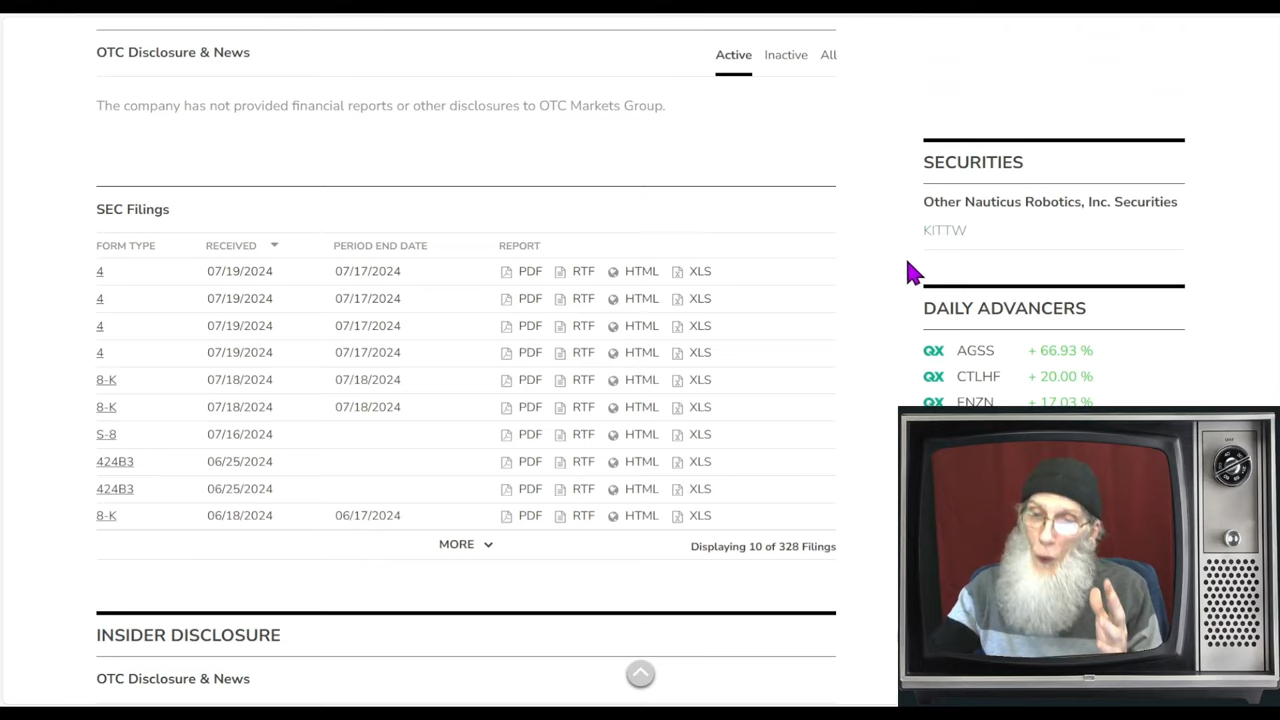 OTC Disclosure & News
Active Inactive All
The company has not provided financial reports or other disclosures to OTC Markets Group.
SEC Filings
FORM TYPE RECEIVED PERIOD END DATE REPORT
4 07/19/2024 07/17/2024 PDF RTF HTML XLS
4 07/19/2024 07/17/2024 PDF RTF HTML XLS
4 07/19/2024 07/17/2024 PDF RTF HTML XLS
4 07/19/2024 07/17/2024 PDF RTF HTML XLS
8-K 07/18/2024 07/18/2024 PDF RTF HTML XLS
8-K 07/18/2024 07/18/2024 PDF RTF HTML XLS
S-8 07/16/2024 PDF RTF HTML XLS
424B3 06/25/2024 PDF RTF HTML XLS
424B3 06/25/2024 PDF RTF HTML XLS
8-K 06/18/2024 06/17/2024 PDF RTF HTML XLS
MORE Displaying 10 of 328 Filings
INSIDER DISCLOSURE
OTC Disclosure & News
SECURITIES
Other Nauticus Robotics, Inc. Securities
KITTW
DAILY ADVANCERS
QX AGSS + 66.93 %
QX CTLHF + 20.00 %
QX ENZN + 17.03 %